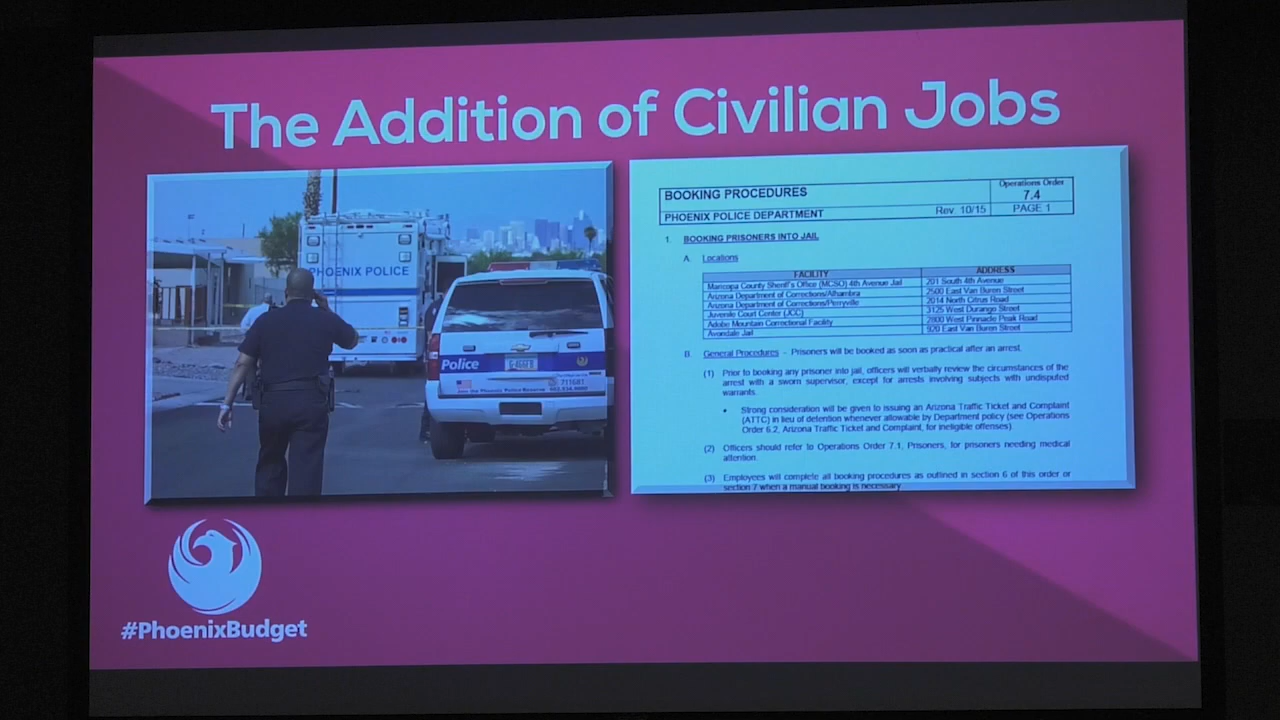 The Addition of Civilian Jobs
PHOENIX POLICE
Police
711681
BOOKING PROCEDURES
Operations Order
7.4
PHOENIX POLICE DEPARTMENT
Rev 10/15
PAGE 1
1. BOOKING PRISONERS INTO JAIL
A. Locations
FACILITY ADDRESS
Maricopa County Sheriff's Office (MCSO) 4th Avenue Jail 201 South 4th Avenue
Arizona Department of Corrections/Alhambra 2500 East Van Buren Street
Arizona Department of Corrections/Perryville 2014 North Citrus Road
Juvenile Court Center (JCC) 3125 West Durango Street
Adobe Mountain Correctional Facility 2800 West Pinnacle Peak Road
Avondale Jail 920 East Van Buren Street
B. General Procedures - Prisoners will be booked as soon as practical after an arrest.
(1) Prior to booking any prisoner into jail, officers will verbally review the circumstances of the
arrest with a sworn supervisor, except for arrests involving subjects with undisputed
warrants.
• Strong consideration will be given to issuing an Arizona Traffic Ticket and Complaint
(ATTC) in lieu of detention whenever allowable by Department policy (see Operations
Order 6.2, Arizona Traffic Ticket and Complaint, for ineligible offenses).
(2) Officers should refer to Operations Order 7.1, Prisoners, for prisoners needing medical
attention.
(3) Employees will complete all booking procedures as outlined in section 6 of this order or
section 7 when a manual booking is necessary
#PhoenixBudget